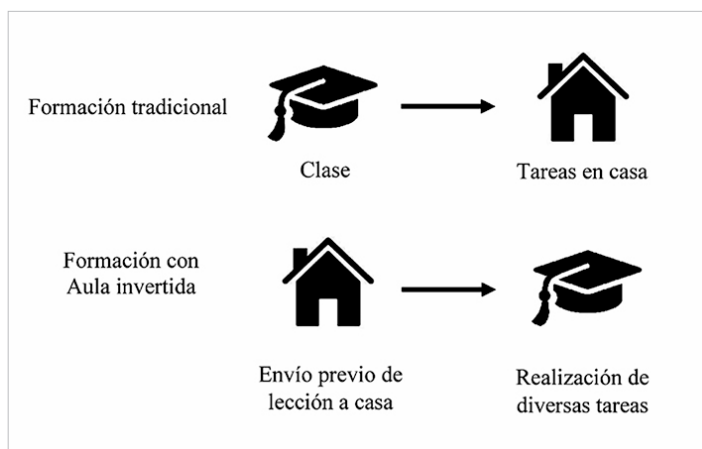 Formación tradicional
Clase
Tareas en casa
Formación con
Aula invertida
Envío previo de
lección a casa
Realización de
diversas tareas